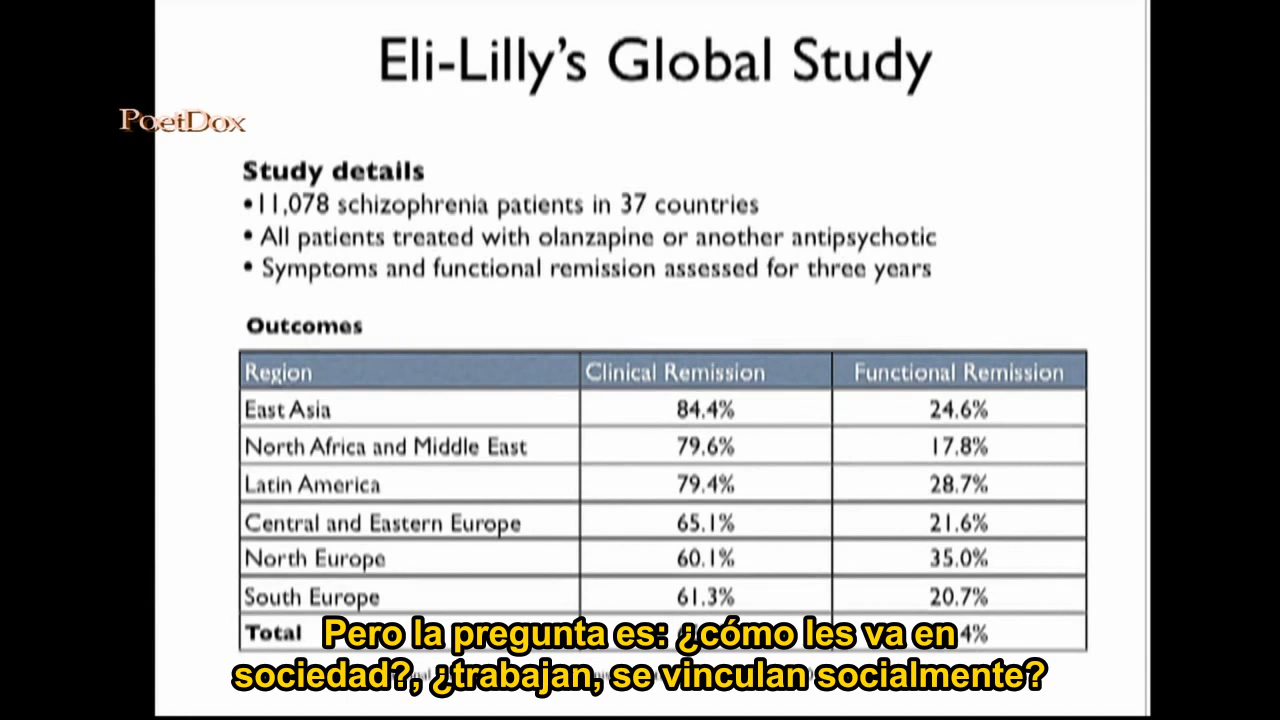 Eli-Lilly's Global Study
PoetDox
Study details
•11,078 schizophrenia patients in 37 countries
• All patients treated with olanzapine or another antipsychotic
• Symptoms and functional remission assessed for three years
Outcomes
Region Clinical Remission Functional Remission
East Asia 84.4% 24.6%
North Africa and Middle East 79.6% 17.8%
Latin America 79.4% 28.7%
Central and Eastern Europe 65.1% 21.6%
North Europe 60.1% 35.0%
South Europe 61.3% 20.7%
Total 4%
Pero la pregunta es: ¿cómo les va en
sociedad?, ¿trabajan, se vinculan socialmente?